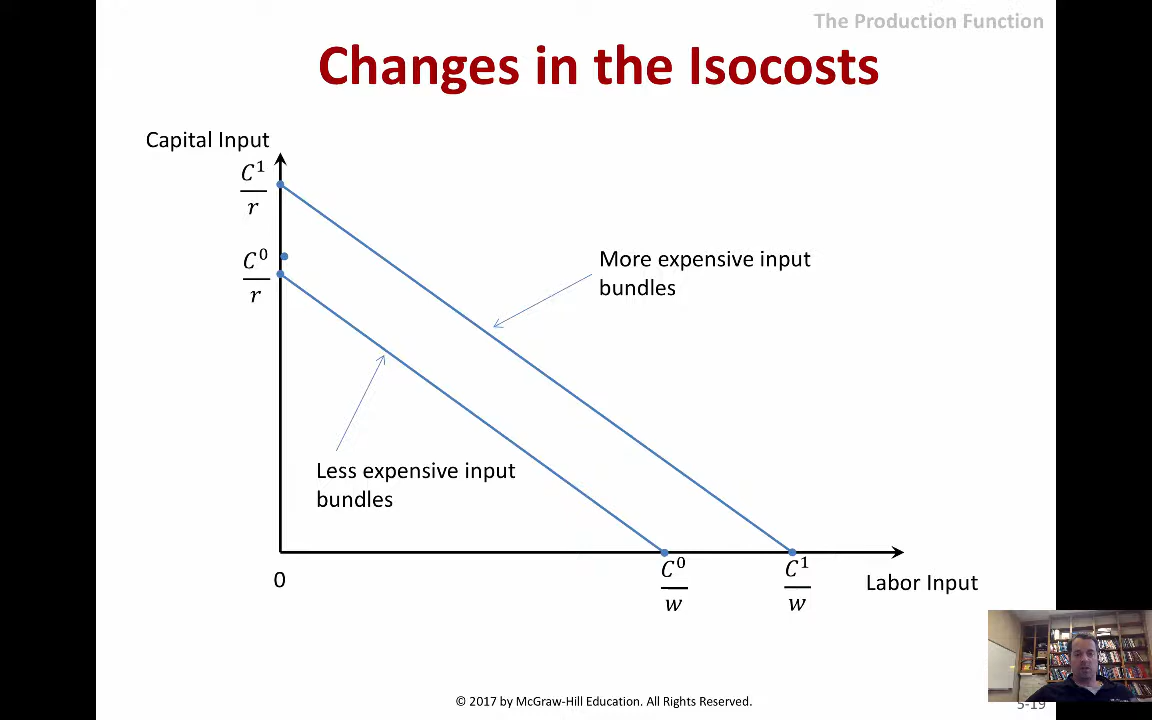 The Production Function
Changes in the Isocosts
Capital Input
C¹
r
C⁰
r
More expensive input
bundles
Less expensive input
bundles
0
C⁰
w
C¹
w
Labor Input
© 2017 by McGraw-Hill Education. All Rights Reserved.
5-19